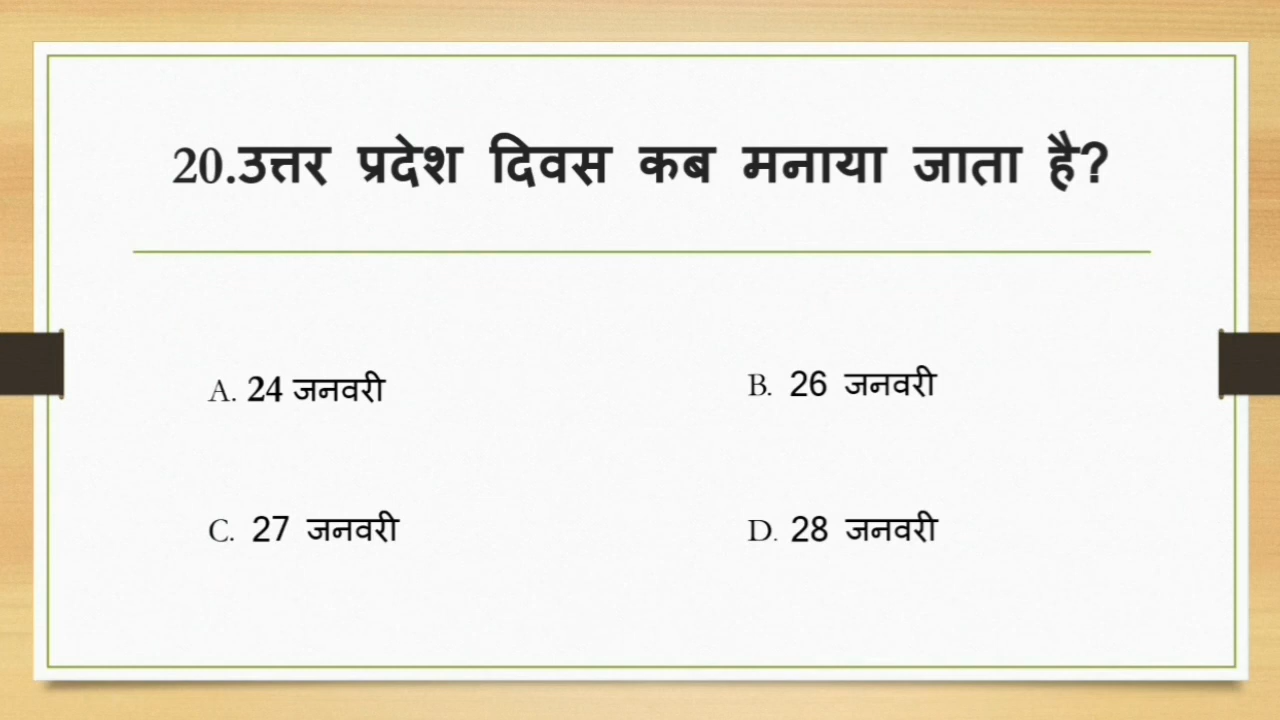 20.उत्तर प्रदेश दिवस कब मनाया जाता है?
A. 24 जनवरी
B. 26 जनवरी
C. 27 जनवरी
D. 28 जनवरी